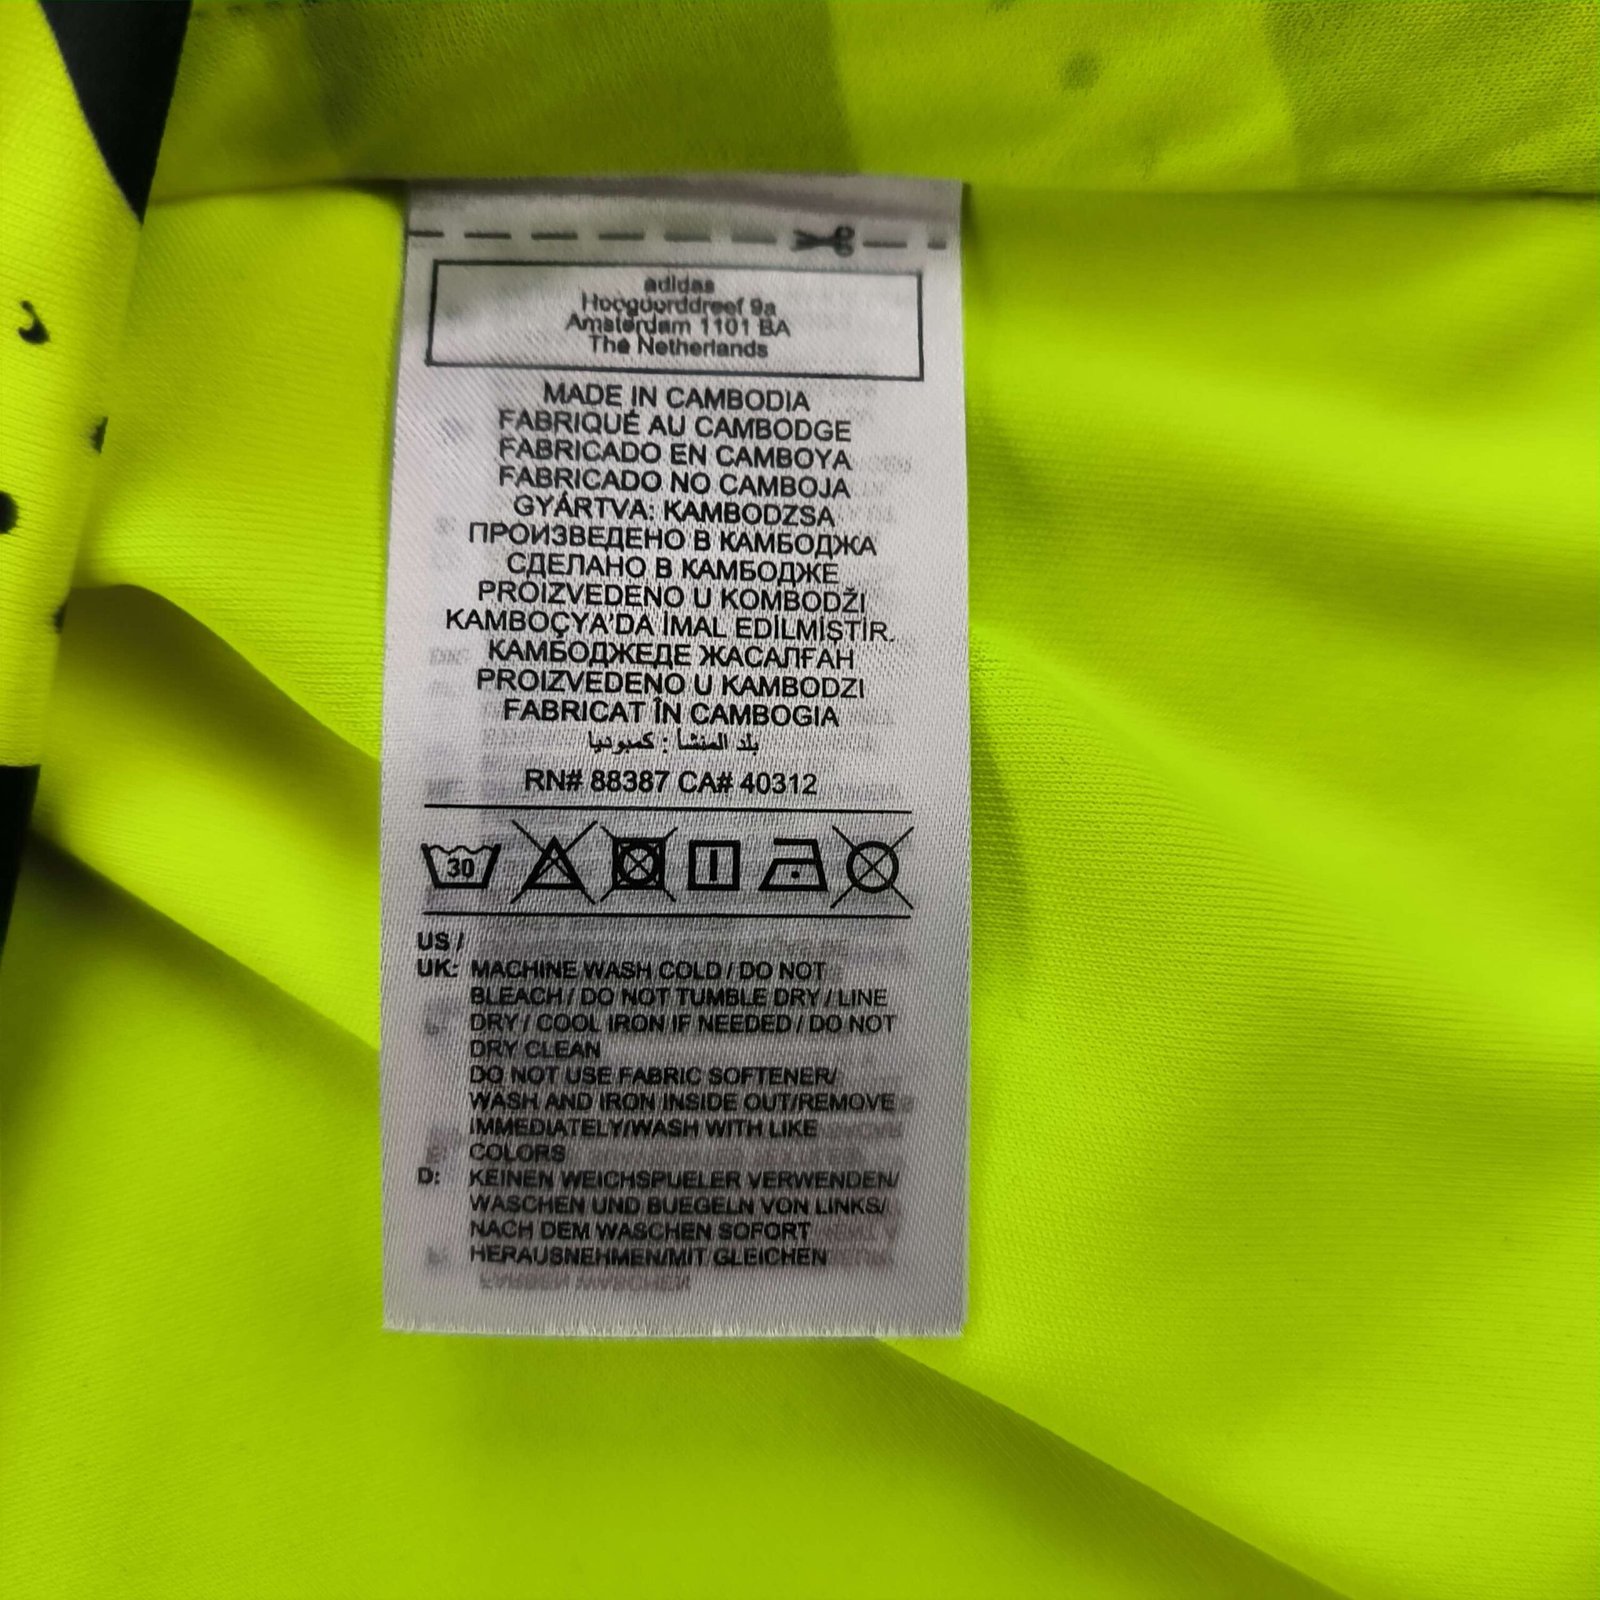 adidas
Hoogoorddreef 9a
Amsterdam 1101 BA
The Netherlands
MADE IN CAMBODIA
FABRIQUÉ AU CAMBODGE
FABRICADO EN CAMBOYA
FABRICADO NO CAMBOJA
GYÁRTVA: KAMBODZSA
ПРОИЗВЕДЕНО В КАМБОДЖА
СДЕЛАНО В КАМБОДЖЕ
PROIZVEDENO U KOMBODŽI
KAMBOÇYA'DA İMAL EDİLMİŞTİR.
КАМБОДЖЕДЕ ЖАСАЛҒАН
PROIZVEDENO U KAMBODZI
FABRICAT ÎN CAMBOGIA
بلد المنشأ : كمبوديا
RN# 88387 CA# 40312
30
US /
UK: MACHINE WASH COLD / DO NOT
BLEACH / DO NOT TUMBLE DRY / LINE
DRY / COOL IRON IF NEEDED / DO NOT
DRY CLEAN
DO NOT USE FABRIC SOFTENER/
WASH AND IRON INSIDE OUT/REMOVE
IMMEDIATELY/WASH WITH LIKE
COLORS
D: KEINEN WEICHSPUELER VERWENDEN/
WASCHEN UND BUEGELN VON LINKS/
NACH DEM WASCHEN SOFORT
HERAUSNEHMEN/MIT GLEICHEN